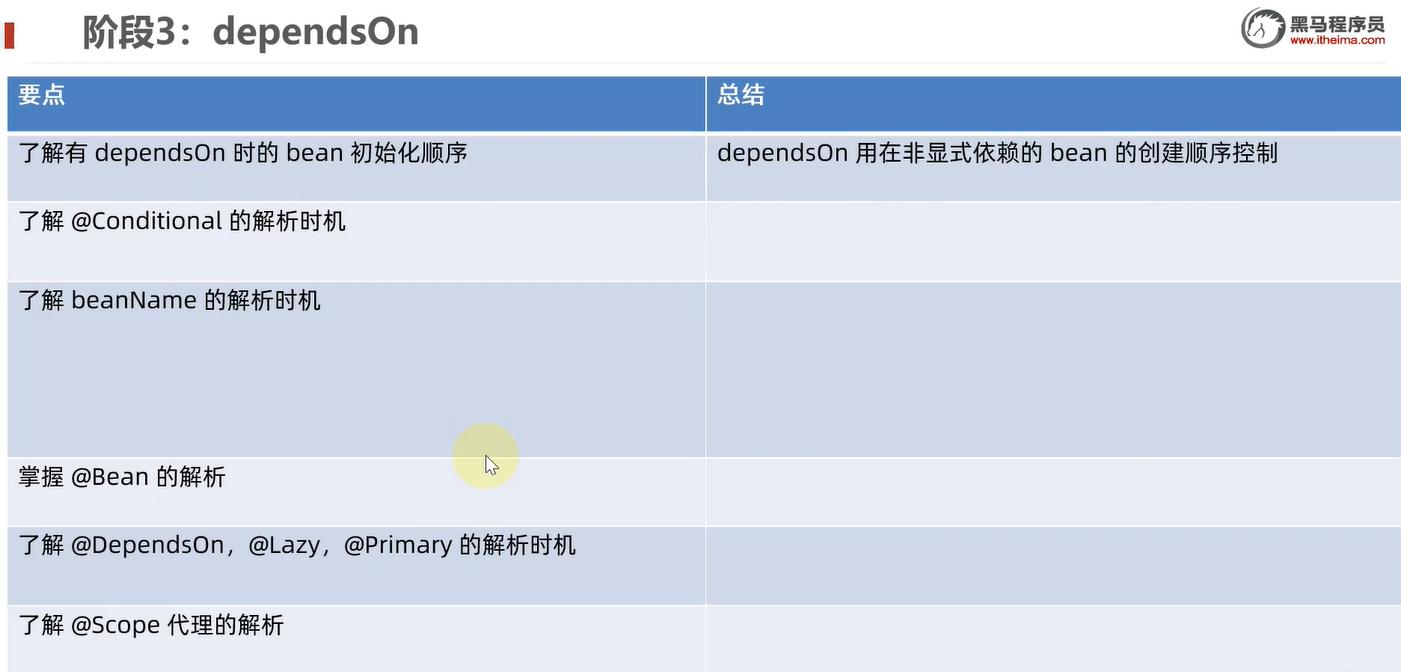 阶段3：dependsOn
黑马程序员
www.itheima.com
要点
总结
了解有 dependsOn 时的 bean 初始化顺序
dependsOn 用在非显式依赖的 bean 的创建顺序控制
了解 @Conditional 的解析时机
了解 beanName 的解析时机
掌握 @Bean 的解析
了解 @DependsOn，@Lazy，@Primary 的解析时机
了解 @Scope 代理的解析